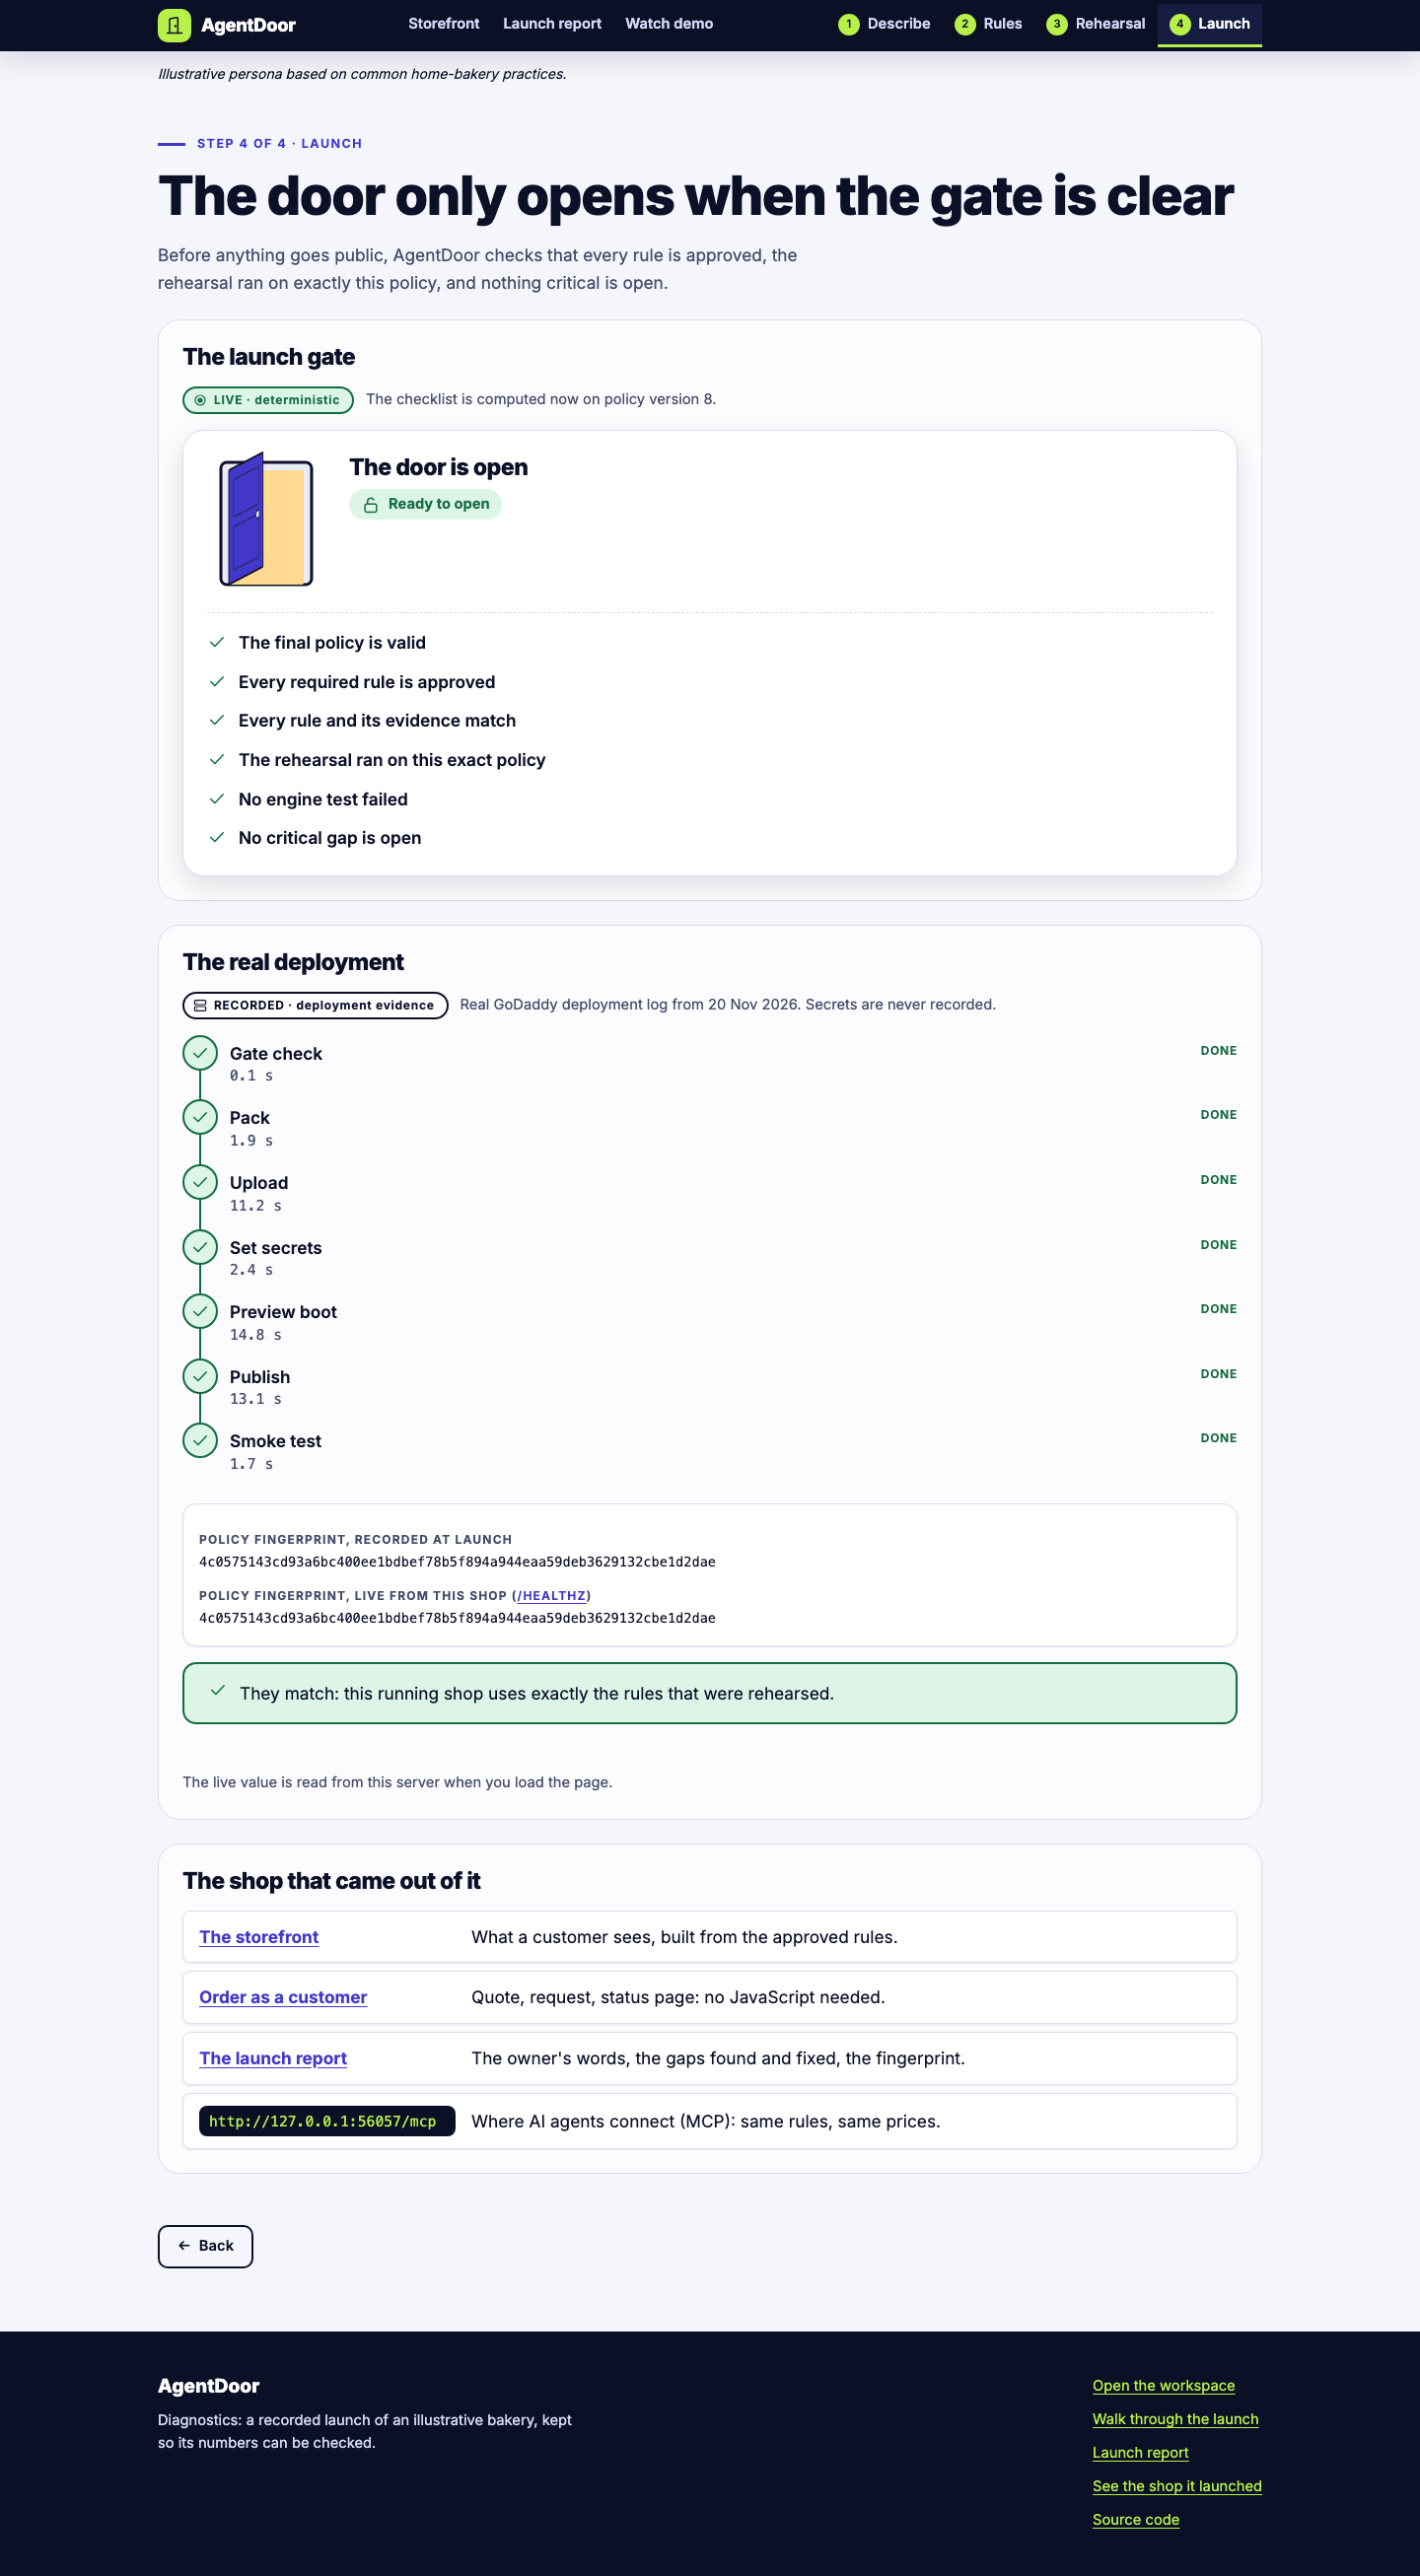 AgentDoor
Storefront
Launch report
Watch demo
1 Describe
2 Rules
3 Rehearsal
4 Launch
Illustrative persona based on common home-bakery practices.
STEP 4 OF 4 · LAUNCH
The door only opens when the gate is clear
Before anything goes public, AgentDoor checks that every rule is approved, the
rehearsal ran on exactly this policy, and nothing critical is open.
The launch gate
LIVE · deterministic
The checklist is computed now on policy version 8.
The door is open
Ready to open
The final policy is valid
Every required rule is approved
Every rule and its evidence match
The rehearsal ran on this exact policy
No engine test failed
No critical gap is open
The real deployment
RECORDED · deployment evidence
Real GoDaddy deployment log from 20 Nov 2026. Secrets are never recorded.
Gate check
DONE
0.1 s
Pack
DONE
1.9 s
Upload
DONE
11.2 s
Set secrets
DONE
2.4 s
Preview boot
DONE
14.8 s
Publish
DONE
13.1 s
Smoke test
DONE
1.7 s
POLICY FINGERPRINT, RECORDED AT LAUNCH
4c0575143cd93a6bc400ee1bdbef78b5f894a944eaa59deb3629132cbe1d2dae
POLICY FINGERPRINT, LIVE FROM THIS SHOP (/HEALTHZ)
4c0575143cd93a6bc400ee1bdbef78b5f894a944eaa59deb3629132cbe1d2dae
They match: this running shop uses exactly the rules that were rehearsed.
The live value is read from this server when you load the page.
The shop that came out of it
The storefront
What a customer sees, built from the approved rules.
Order as a customer
Quote, request, status page: no JavaScript needed.
The launch report
The owner's words, the gaps found and fixed, the fingerprint.
http://127.0.0.1:56057/mcp
Where AI agents connect (MCP): same rules, same prices.
← Back
AgentDoor
Diagnostics: a recorded launch of an illustrative bakery, kept
so its numbers can be checked.
Open the workspace
Walk through the launch
Launch report
See the shop it launched
Source code